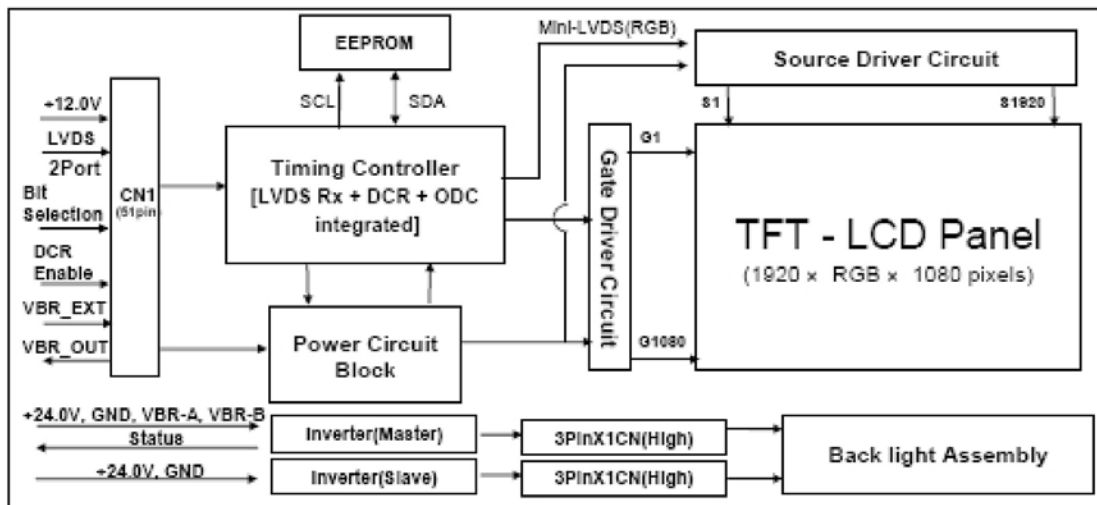 Mini-LVDS(RGB)
EEPROM
Source Driver Circuit
SCL
SDA
S1
S1920
+12.0V
LVDS
2Port
Bit
Selection
DCR
Enable
VBR_EXT
VBR_OUT
CN1
(51pin)
Timing Controller
[LVDS Rx + DCR + ODC
integrated]
Power Circuit
Block
Gate Driver Circuit
G1
G1080
TFT - LCD Panel
(1920 × RGB × 1080 pixels)
+24.0V, GND, VBR-A, VBR-B
Status
+24.0V, GND
Inverter(Master)
Inverter(Slave)
3PinX1CN(High)
3PinX1CN(High)
Back light Assembly